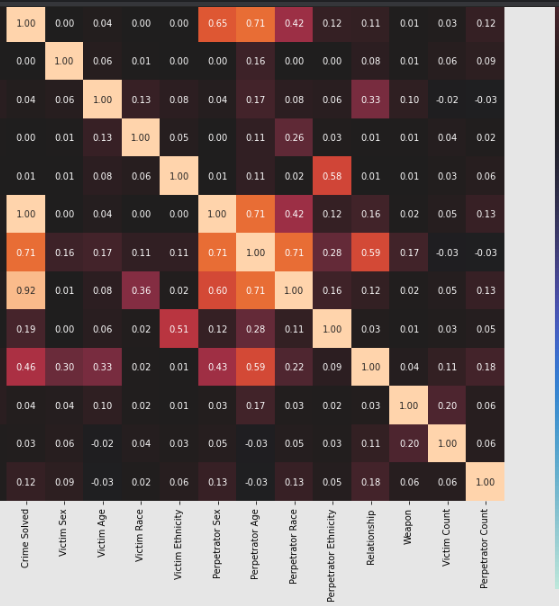 1.00 0.00 0.04 0.00 0.00 0.65 0.71 0.42 0.12 0.11 0.01 0.03 0.12
0.00 1.00 0.06 0.01 0.00 0.00 0.16 0.00 0.00 0.08 0.01 0.06 0.09
0.04 0.06 1.00 0.13 0.08 0.04 0.17 0.08 0.06 0.33 0.10 -0.02 -0.03
0.00 0.01 0.13 1.00 0.05 0.00 0.11 0.26 0.03 0.01 0.01 0.04 0.02
0.01 0.01 0.08 0.06 1.00 0.01 0.11 0.02 0.58 0.01 0.01 0.03 0.06
1.00 0.00 0.04 0.00 0.00 1.00 0.71 0.42 0.12 0.16 0.02 0.05 0.13
0.71 0.16 0.17 0.11 0.11 0.71 1.00 0.71 0.28 0.59 0.17 -0.03 -0.03
0.92 0.01 0.08 0.36 0.02 0.60 0.71 1.00 0.16 0.12 0.02 0.05 0.13
0.19 0.00 0.06 0.02 0.51 0.12 0.28 0.11 1.00 0.03 0.01 0.03 0.05
0.46 0.30 0.33 0.02 0.01 0.43 0.59 0.22 0.09 1.00 0.04 0.11 0.18
0.04 0.04 0.10 0.02 0.01 0.03 0.17 0.03 0.02 0.03 1.00 0.20 0.06
0.03 0.06 -0.02 0.04 0.03 0.05 -0.03 0.05 0.03 0.11 0.20 1.00 0.06
0.12 0.09 -0.03 0.02 0.06 0.13 -0.03 0.13 0.05 0.18 0.06 0.06 1.00
Crime Solved
Victim Sex
Victim Age
Victim Race
Victim Ethnicity
Perpetrator Sex
Perpetrator Age
Perpetrator Race
Perpetrator Ethnicity
Relationship
Weapon
Victim Count
Perpetrator Count